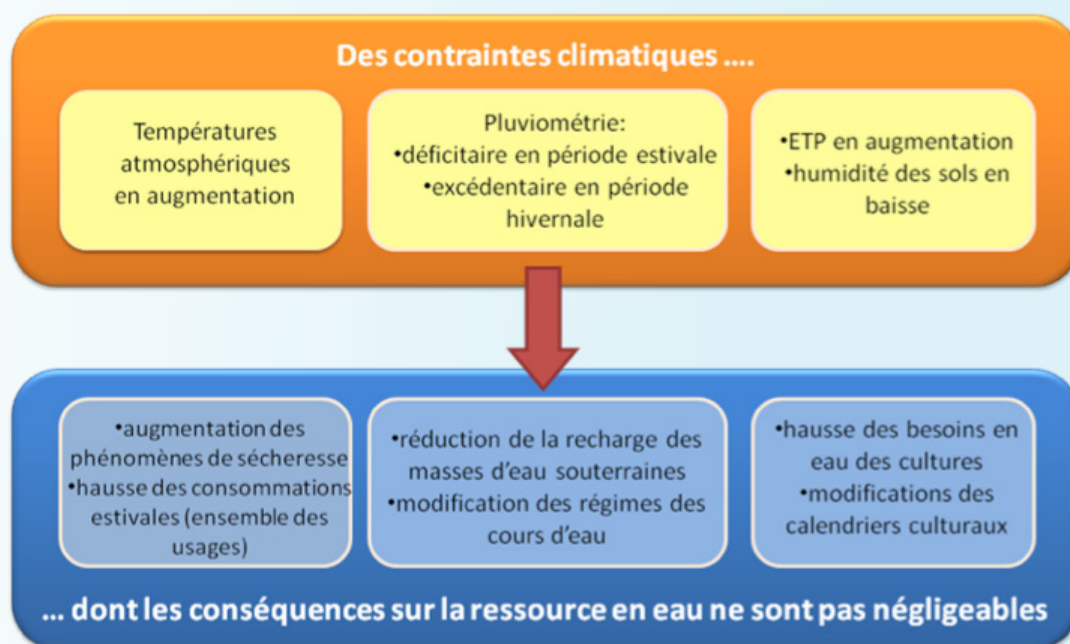 Des contraintes climatiques ....
Températures
atmosphériques
en augmentation
Pluviométrie:
•déficitaire en période estivale
•excédentaire en période
hivernale
•ETP en augmentation
•humidité des sols en
baisse
•augmentation des
phénomènes de sécheresse
•hausse des consommations
estivales (ensemble des
usages)
•réduction de la recharge des
masses d'eau souterraines
•modification des régimes des
cours d'eau
•hausse des besoins en
eau des cultures
•modifications des
calendriers culturaux
... dont les conséquences sur la ressource en eau ne sont pas négligeables